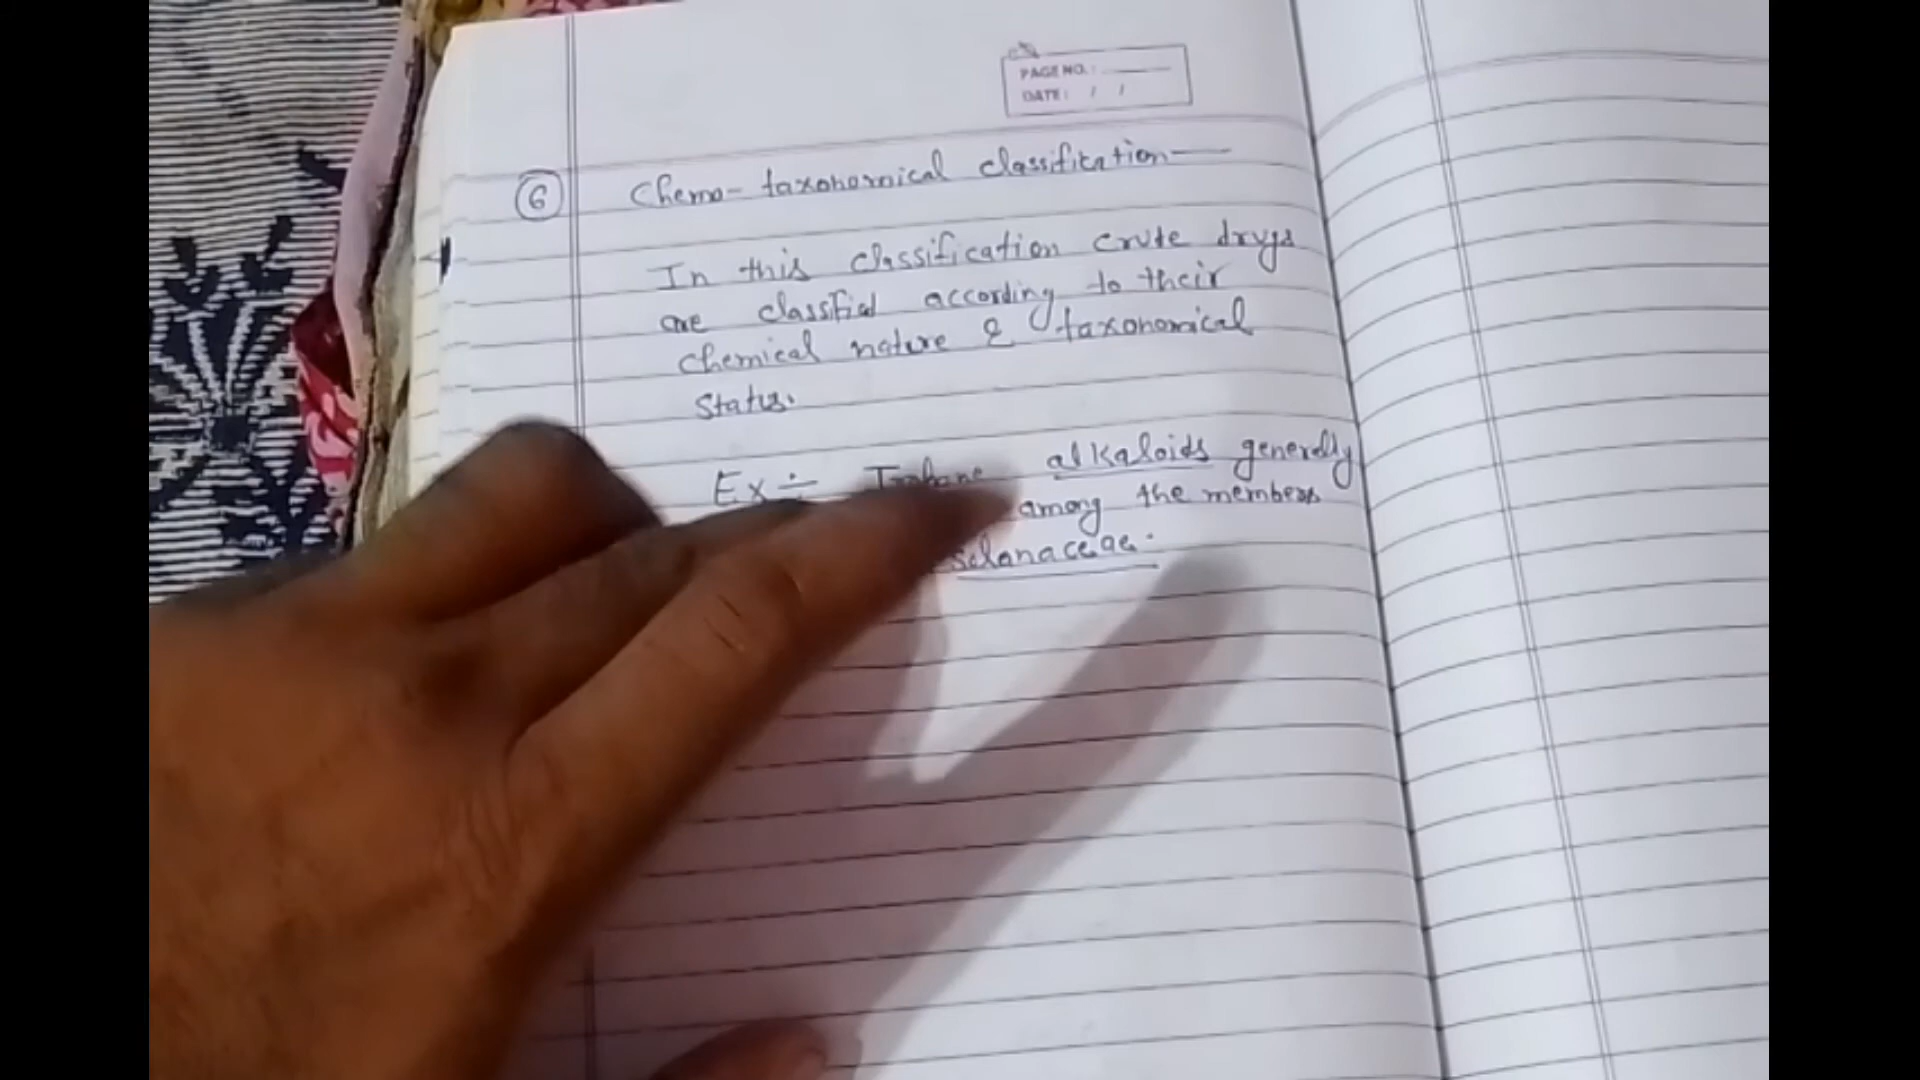 PAGE NO.:
DATE: / /
6 Chemo-taxonomical classification—
In this classification crude drugs
are classified according to their
chemical nature & taxonomical
status.
Ex÷ alkaloids generally
among the members
solanaceae.